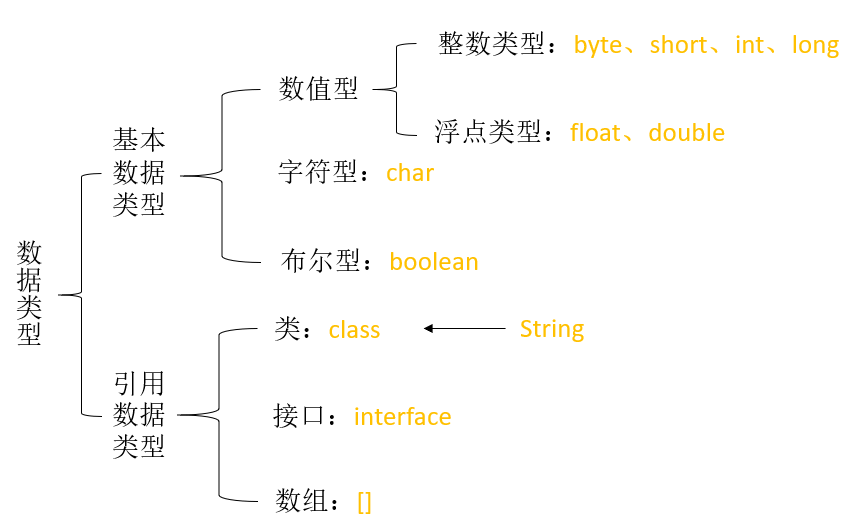 数据类型
基本数据类型
数值型
整数类型：byte、short、int、long
浮点类型：float、double
字符型：char
布尔型：boolean
引用数据类型
类：class
String
接口：interface
数组：[]